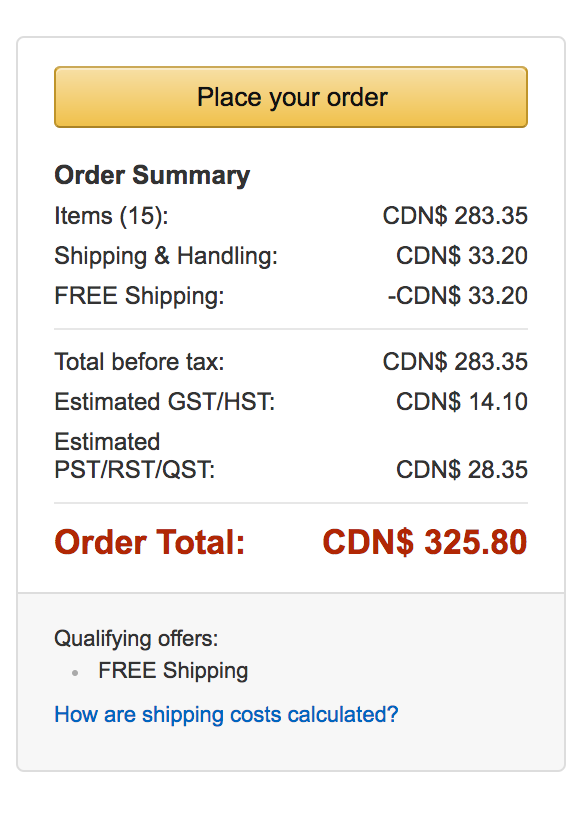 Place your order
Order Summary
Items (15): CDN$ 283.35
Shipping & Handling: CDN$ 33.20
FREE Shipping: -CDN$ 33.20
Total before tax: CDN$ 283.35
Estimated GST/HST: CDN$ 14.10
Estimated
PST/RST/QST: CDN$ 28.35
Order Total: CDN$ 325.80
Qualifying offers:
FREE Shipping
How are shipping costs calculated?